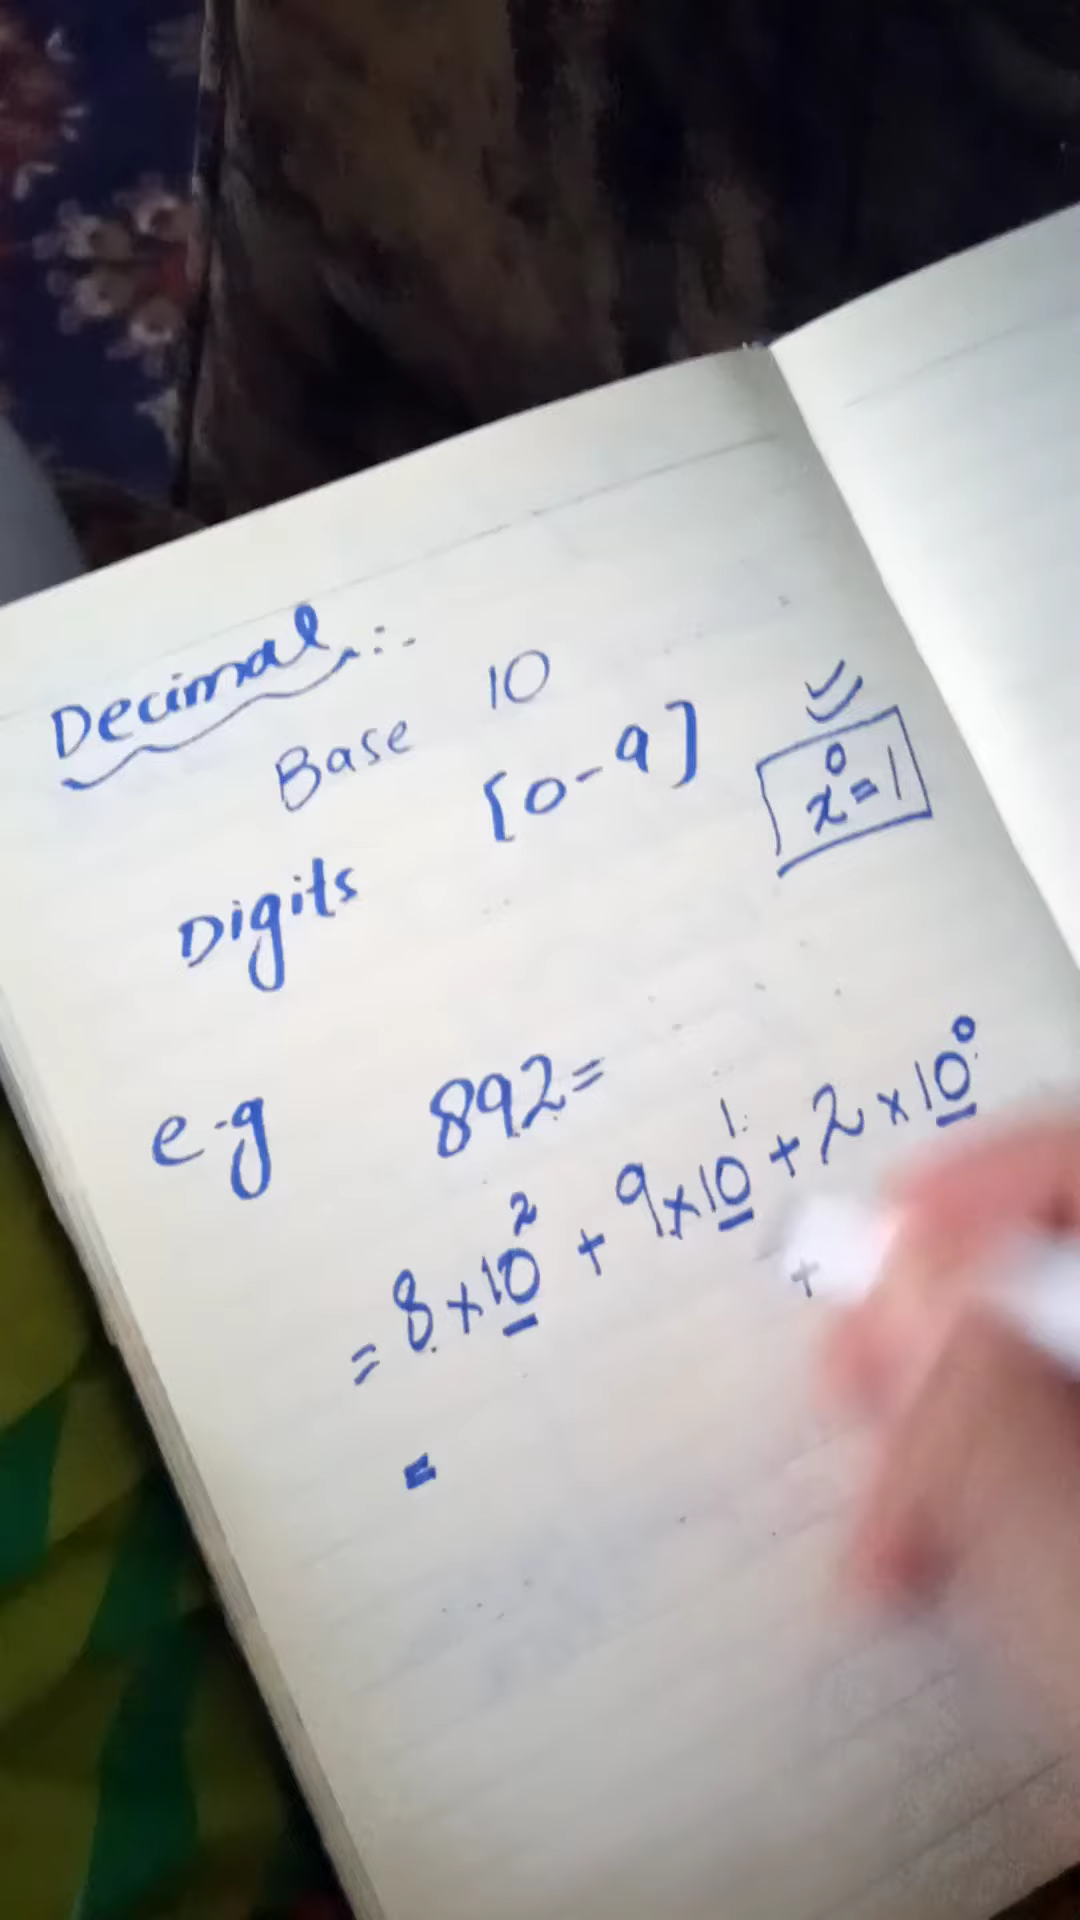 Decimal :-
Base 10
Digits [0-9]
x⁰=1
e-g 892=
= 8×10² + 9×10¹ + 2×10⁰
=
+